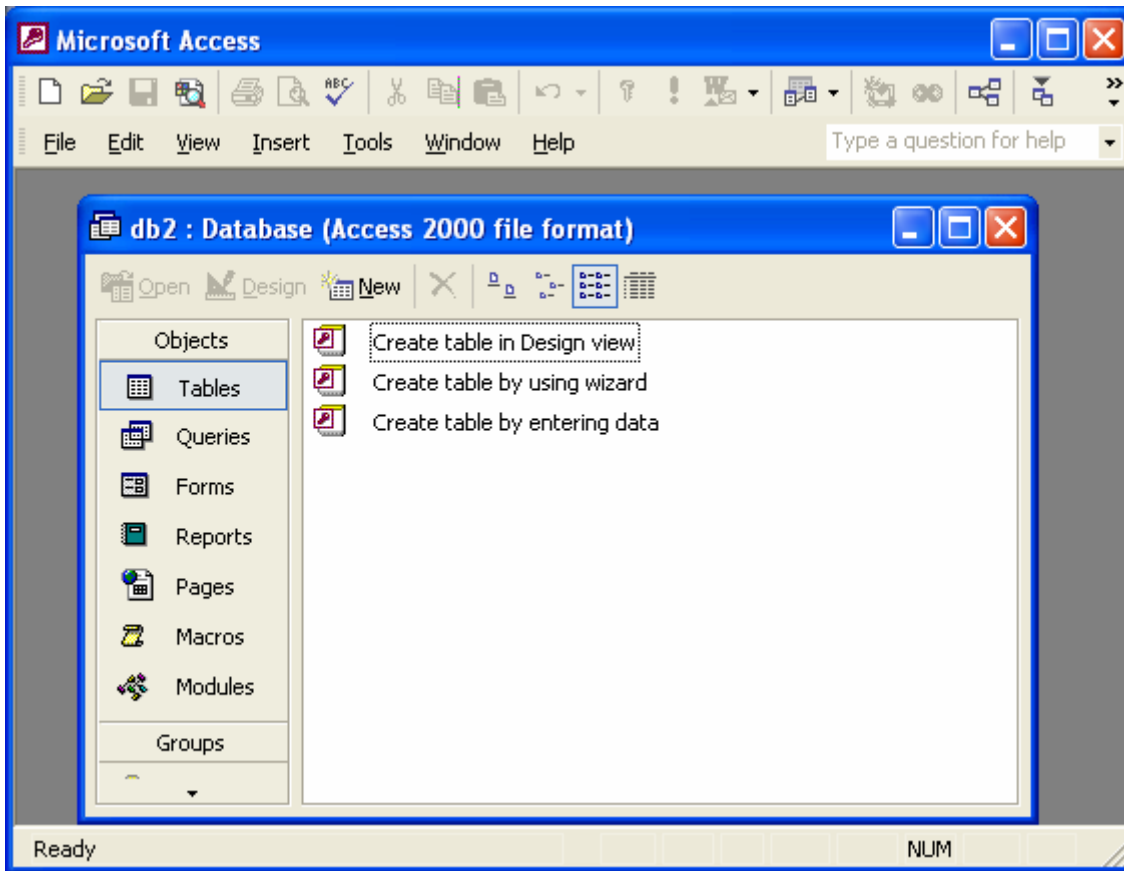 Microsoft Access
ABC
File Edit View Insert Tools Window Help Type a question for help
db2 : Database (Access 2000 file format)
Open Design New
Objects
Tables
Queries
Forms
Reports
Pages
Macros
Modules
Groups
Create table in Design view
Create table by using wizard
Create table by entering data
Ready NUM